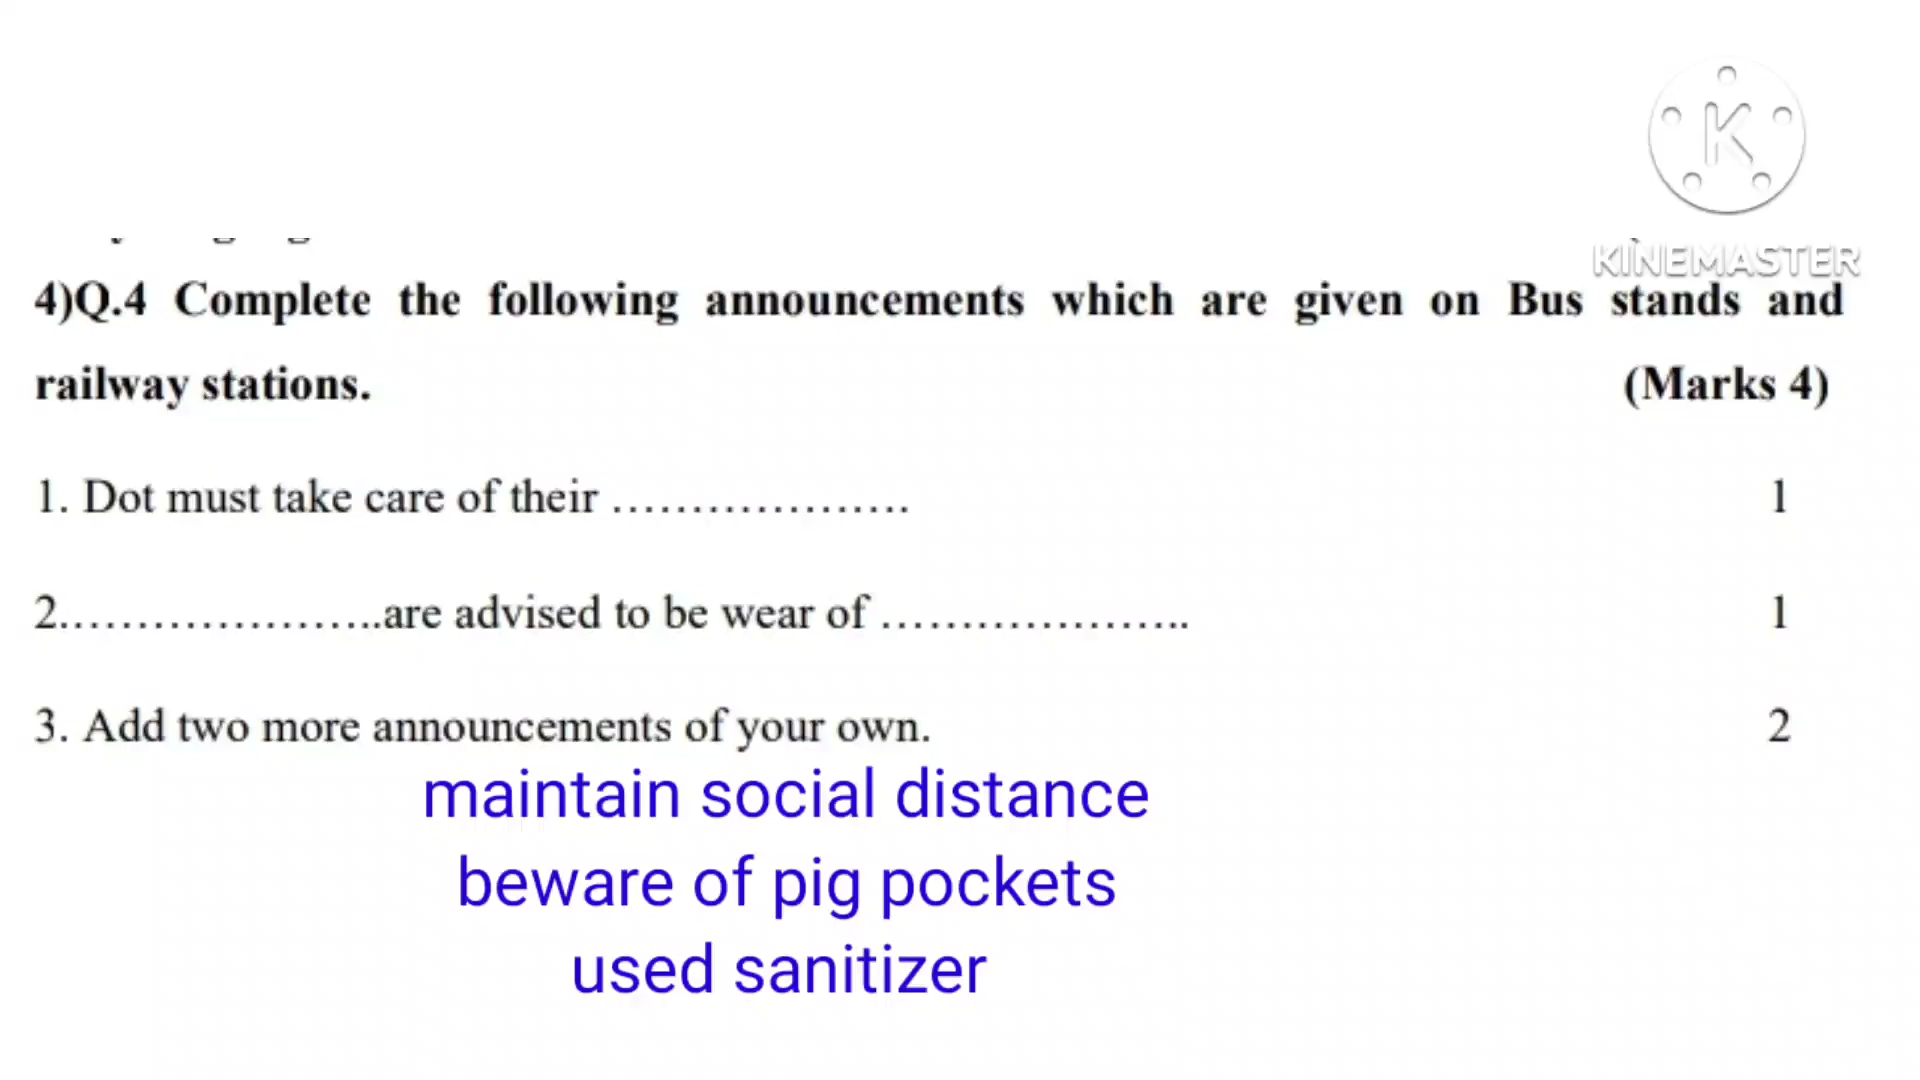 K
KINEMASTER
4)Q.4 Complete the following announcements which are given on Bus stands and
railway stations. (Marks 4)
1. Dot must take care of their ................... 1
2......................are advised to be wear of .................... 1
3. Add two more announcements of your own. 2
maintain social distance
beware of pig pockets
used sanitizer